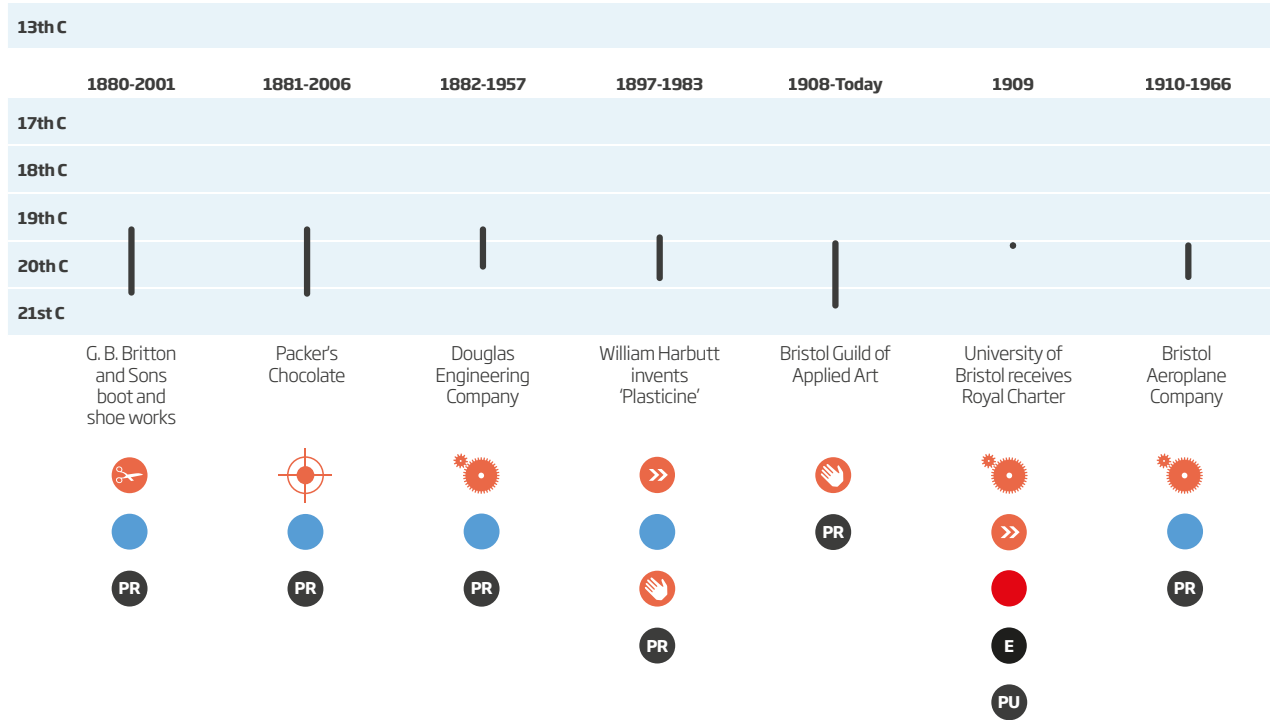 13th C
1880-2001 1881-2006 1882-1957 1897-1983 1908-Today 1909 1910-1966
17th C
18th C
19th C
20th C
21st C
G. B. Britton
and Sons
boot and
shoe works
Packer's
Chocolate
Douglas
Engineering
Company
William Harbutt
invents
‘Plasticine’
Bristol Guild of
Applied Art
University of
Bristol receives
Royal Charter
Bristol
Aeroplane
Company
PR
PR
PR
PR
PR
E
PU
PR